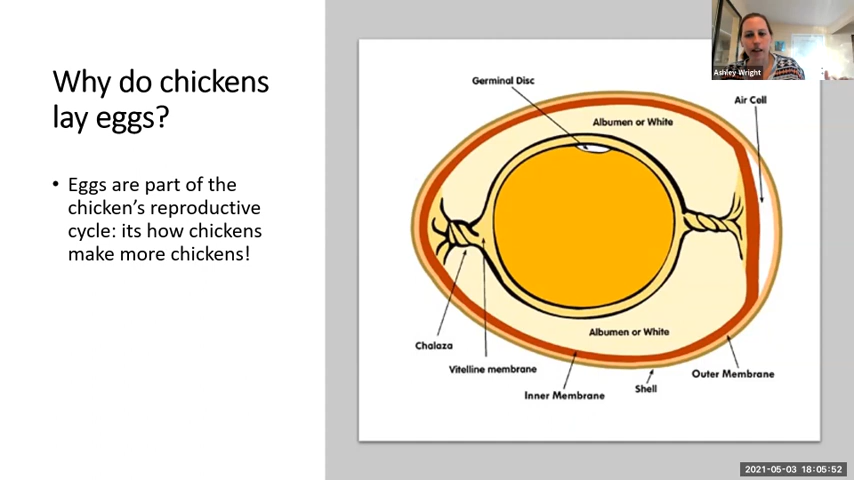 Why do chickens
lay eggs?
• Eggs are part of the
chicken’s reproductive
cycle: its how chickens
make more chickens!
Germinal Disc
Albumen or White
Air Cell
Albumen or White
Chalaza
Vitelline membrane
Inner Membrane
Shell
Outer Membrane
Ashley Wright
2021-05-03 18:05:52